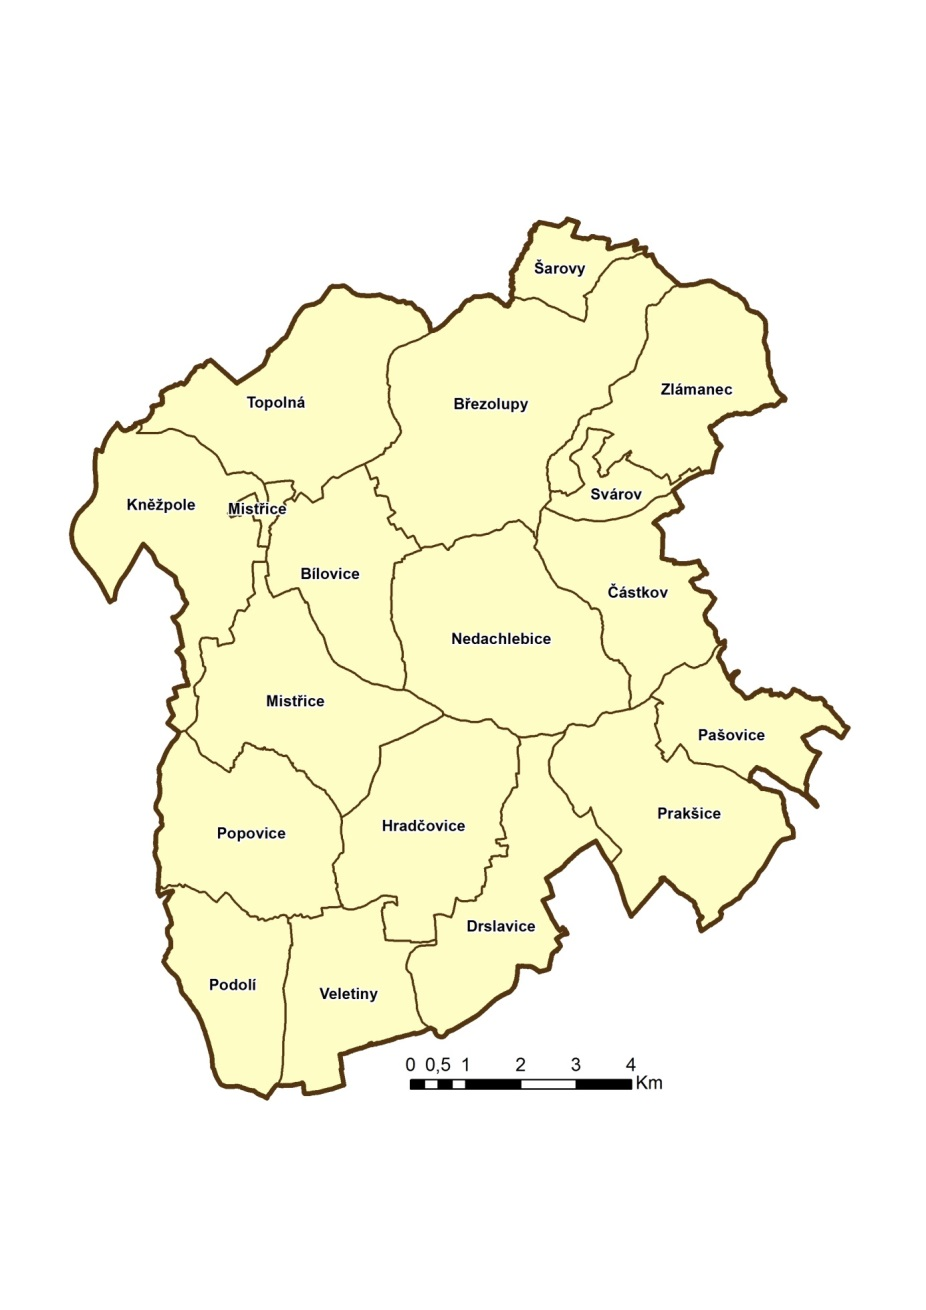 Šarovy
Zlámanec
Topolná
Březolupy
Svárov
Kněžpole
Mistřice
Bílovice
Částkov
Nedachlebice
Mistřice
Pašovice
Prakšice
Hradčovice
Popovice
Drslavice
Podolí
Veletiny
0 0,5 1 2 3 4
Km